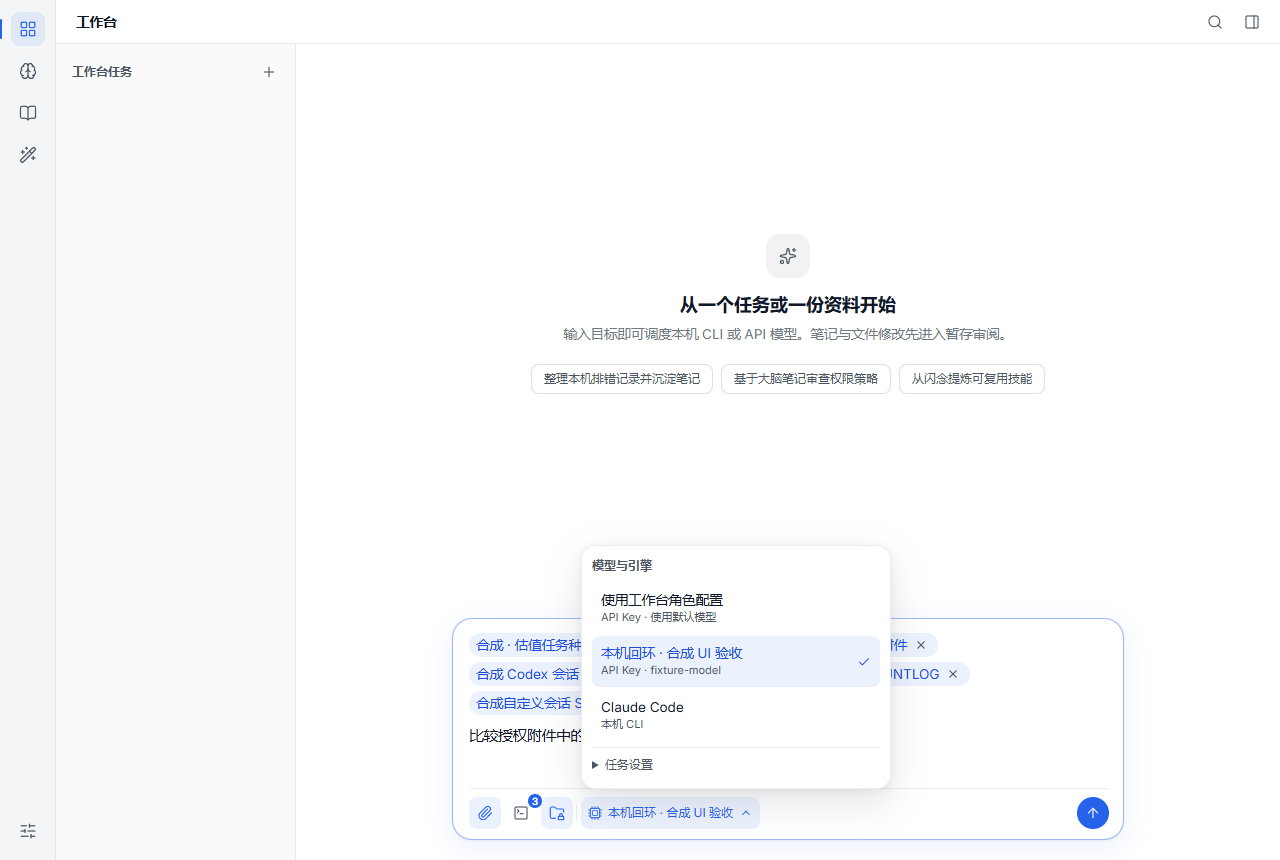 工作台
工作台任务
从一个任务或一份资料开始
输入目标即可调度本机 CLI 或 API 模型。笔记与文件修改先进入暂存审阅。
整理本机排错记录并沉淀笔记
基于大脑笔记审查权限策略
从闪念提炼可复用技能
模型与引擎
使用工作台角色配置
API Key · 使用默认模型
本机回环 · 合成 UI 验收
API Key · fixture-model
Claude Code
本机 CLI
任务设置
合成 · 估值任务种
件
合成 Codex 会话
NTLOG
合成自定义会话 S
比较授权附件中的
3
本机回环 · 合成 UI 验收